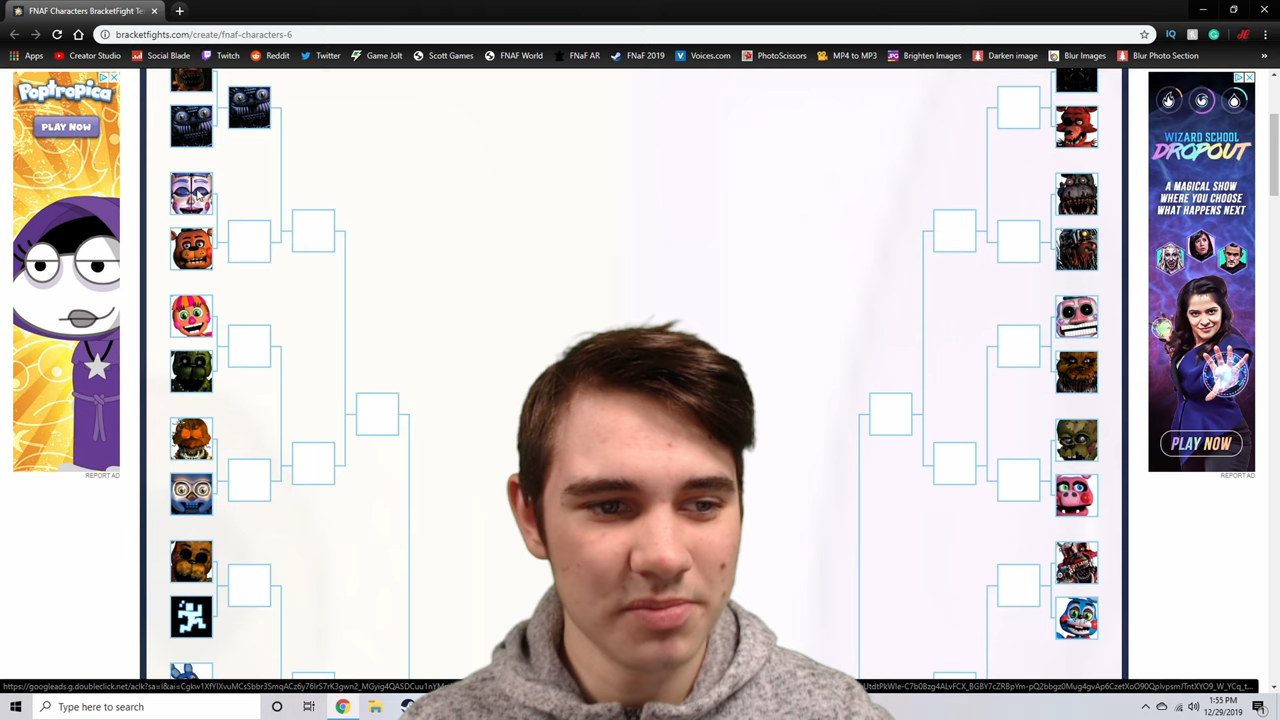 FNAF Characters BracketFight Ter
bracketfights.com/create/fnaf-characters-6
Apps Creator Studio Social Blade Twitch Reddit Twitter Game Jolt Scott Games FNAF World FNaF AR FNaF 2019 Voices.com PhotoScissors MP4 to MP3 Brighten Images Darken image Blur Images Blur Photo Section
Poptropica
PLAY NOW
REPORT AD
WIZARD SCHOOL
DROPOUT
A MAGICAL SHOW
WHERE YOU CHOOSE
WHAT HAPPENS NEXT
PLAY NOW
REPORT AD
Type here to search
1:55 PM
12/29/2019